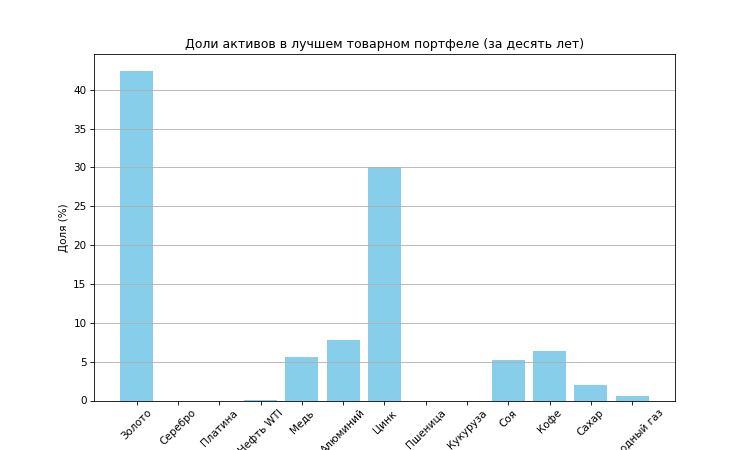 Доли активов в лучшем товарном портфеле (за десять лет)
Доля (%)
40
35
30
25
20
15
10
5
0
Золото
Серебро
Платина
Нефть WTI
Медь
Алюминий
Цинк
Пшеница
Кукуруза
Соя
Кофе
Сахар
газ